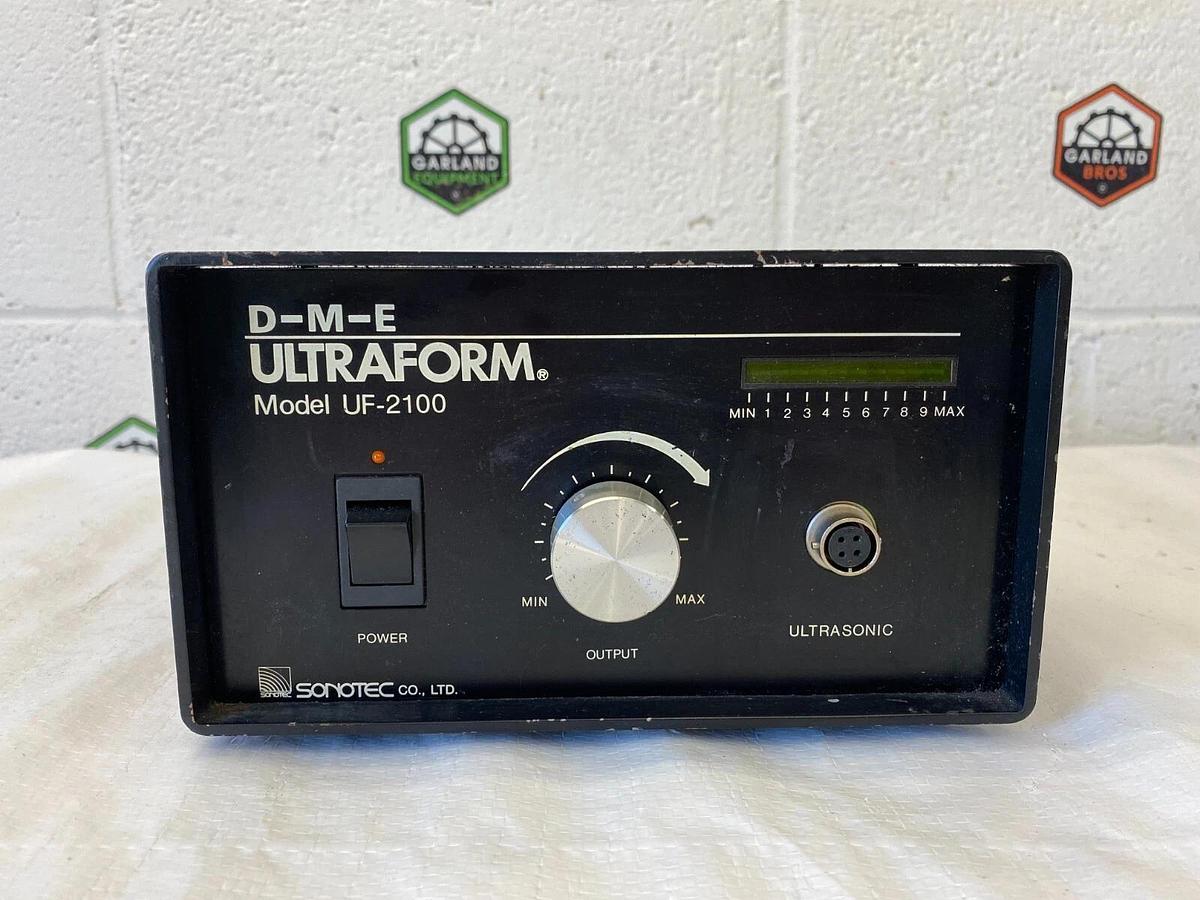 GARLAND
EQUIPMENT
GARLAND
BROS
D-M-E
ULTRAFORM®
Model UF-2100
MIN 1 2 3 4 5 6 7 8 9 MAX
MIN
MAX
POWER
OUTPUT
ULTRASONIC
SONOTEC
SONOTEC CO., LTD.